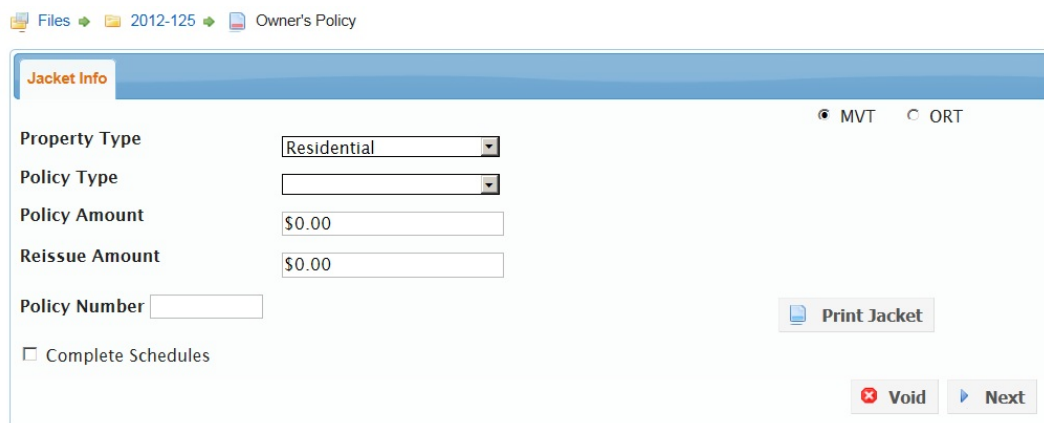 Files 2012-125 Owner's Policy
Jacket Info
MVT ORT
Property Type Residential
Policy Type
Policy Amount $0.00
Reissue Amount $0.00
Policy Number
Print Jacket
Complete Schedules
Void Next